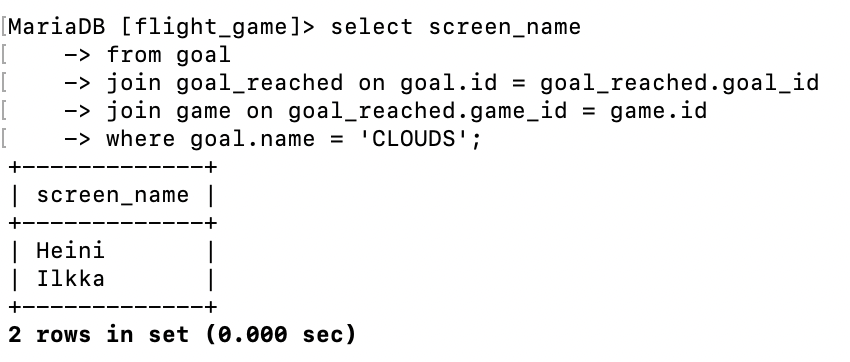 [MariaDB [flight_game]> select screen_name
[    -> from goal
[    -> join goal_reached on goal.id = goal_reached.goal_id
[    -> join game on goal_reached.game_id = game.id
[    -> where goal.name = 'CLOUDS';
+-------------+
| screen_name |
+-------------+
| Heini       |
| Ilkka       |
+-------------+
2 rows in set (0.000 sec)